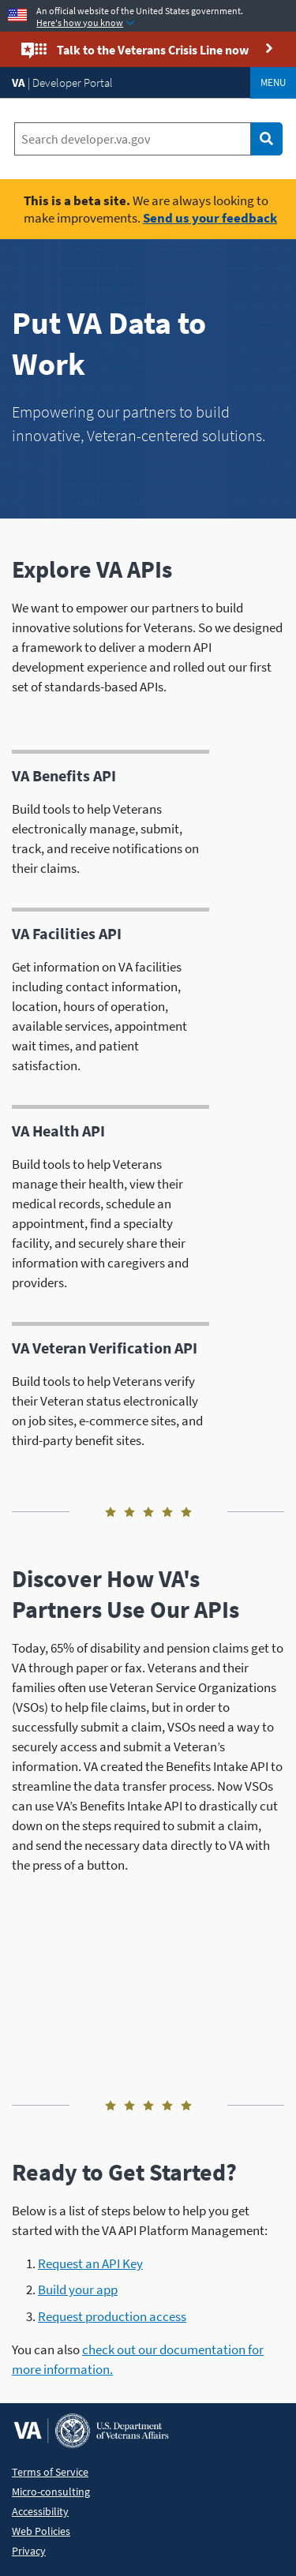 An official website of the United States government.
Here's how you know
Talk to the Veterans Crisis Line now
VA | Developer Portal
MENU
Search developer.va.gov
This is a beta site. We are always looking to
make improvements. Send us your feedback
Put VA Data to
Work
Empowering our partners to build
innovative, Veteran-centered solutions.
Explore VA APIs
We want to empower our partners to build
innovative solutions for Veterans. So we designed
a framework to deliver a modern API
development experience and rolled out our first
set of standards-based APIs.
VA Benefits API
Build tools to help Veterans
electronically manage, submit,
track, and receive notifications on
their claims.
VA Facilities API
Get information on VA facilities
including contact information,
location, hours of operation,
available services, appointment
wait times, and patient
satisfaction.
VA Health API
Build tools to help Veterans
manage their health, view their
medical records, schedule an
appointment, find a specialty
facility, and securely share their
information with caregivers and
providers.
VA Veteran Verification API
Build tools to help Veterans verify
their Veteran status electronically
on job sites, e-commerce sites, and
third-party benefit sites.
Discover How VA's
Partners Use Our APIs
Today, 65% of disability and pension claims get to
VA through paper or fax. Veterans and their
families often use Veteran Service Organizations
(VSOs) to help file claims, but in order to
successfully submit a claim, VSOs need a way to
securely access and submit a Veteran's
information. VA created the Benefits Intake API to
streamline the data transfer process. Now VSOs
can use VA's Benefits Intake API to drastically cut
down on the steps required to submit a claim,
and send the necessary data directly to VA with
the press of a button.
Ready to Get Started?
Below is a list of steps below to help you get
started with the VA API Platform Management:
1. Request an API Key
2. Build your app
3. Request production access
You can also check out our documentation for
more information.
VA
U.S. Department
of Veterans Affairs
Terms of Service
Micro-consulting
Accessibility
Web Policies
Privacy